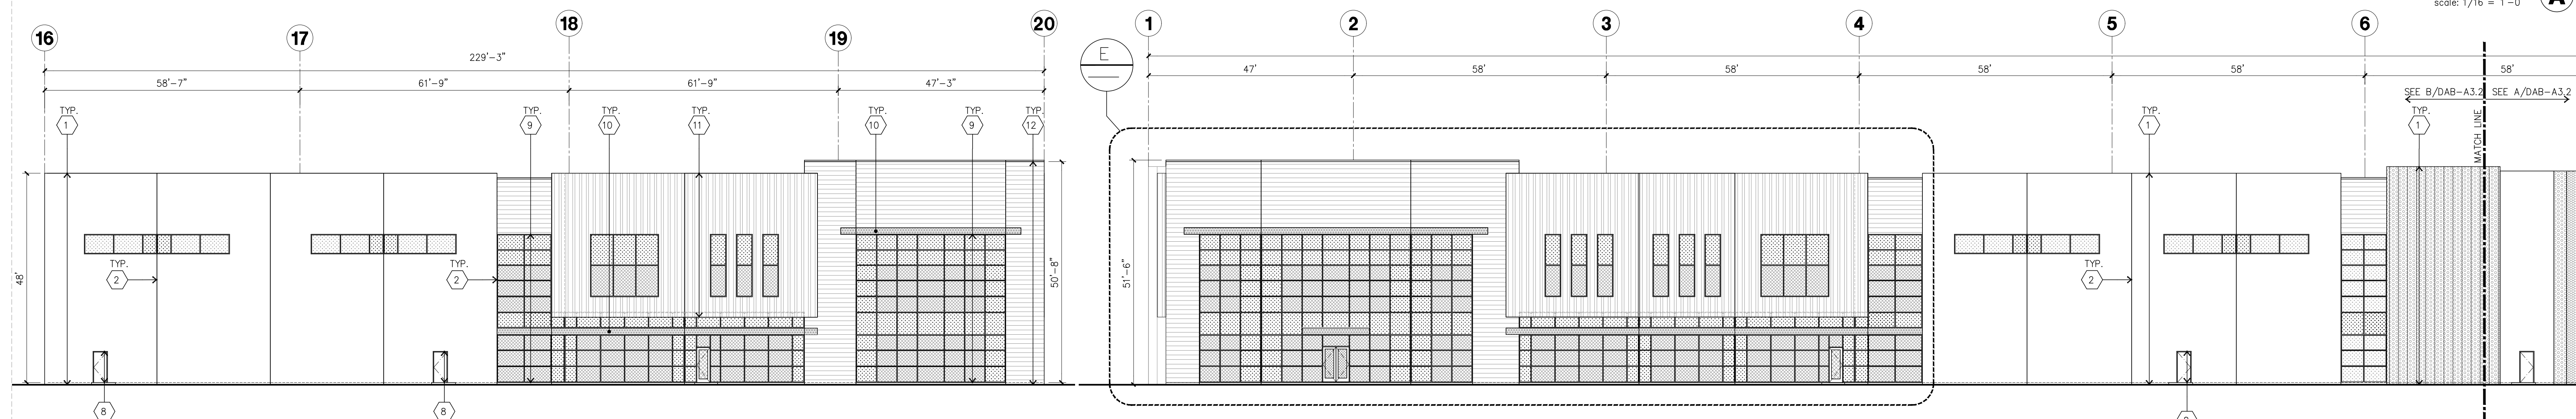 scale: 1/16 = 1 -0
A
16 17 18 19 20 1 2 3 4 5 6
229'-3"
E
58'-7" 61'-9" 61'-9" 47'-3" 47' 58' 58' 58' 58' 58'
SEE B/DAB-A3.2 SEE A/DAB-A3.2
TYP. TYP. TYP. TYP. TYP. TYP. TYP. TYP. TYP.
1 9 10 11 10 9 12 1 1
MATCH LINE
TYP. TYP. TYP.
2 2 2
48' 50'-8" 51'-6"
8 8